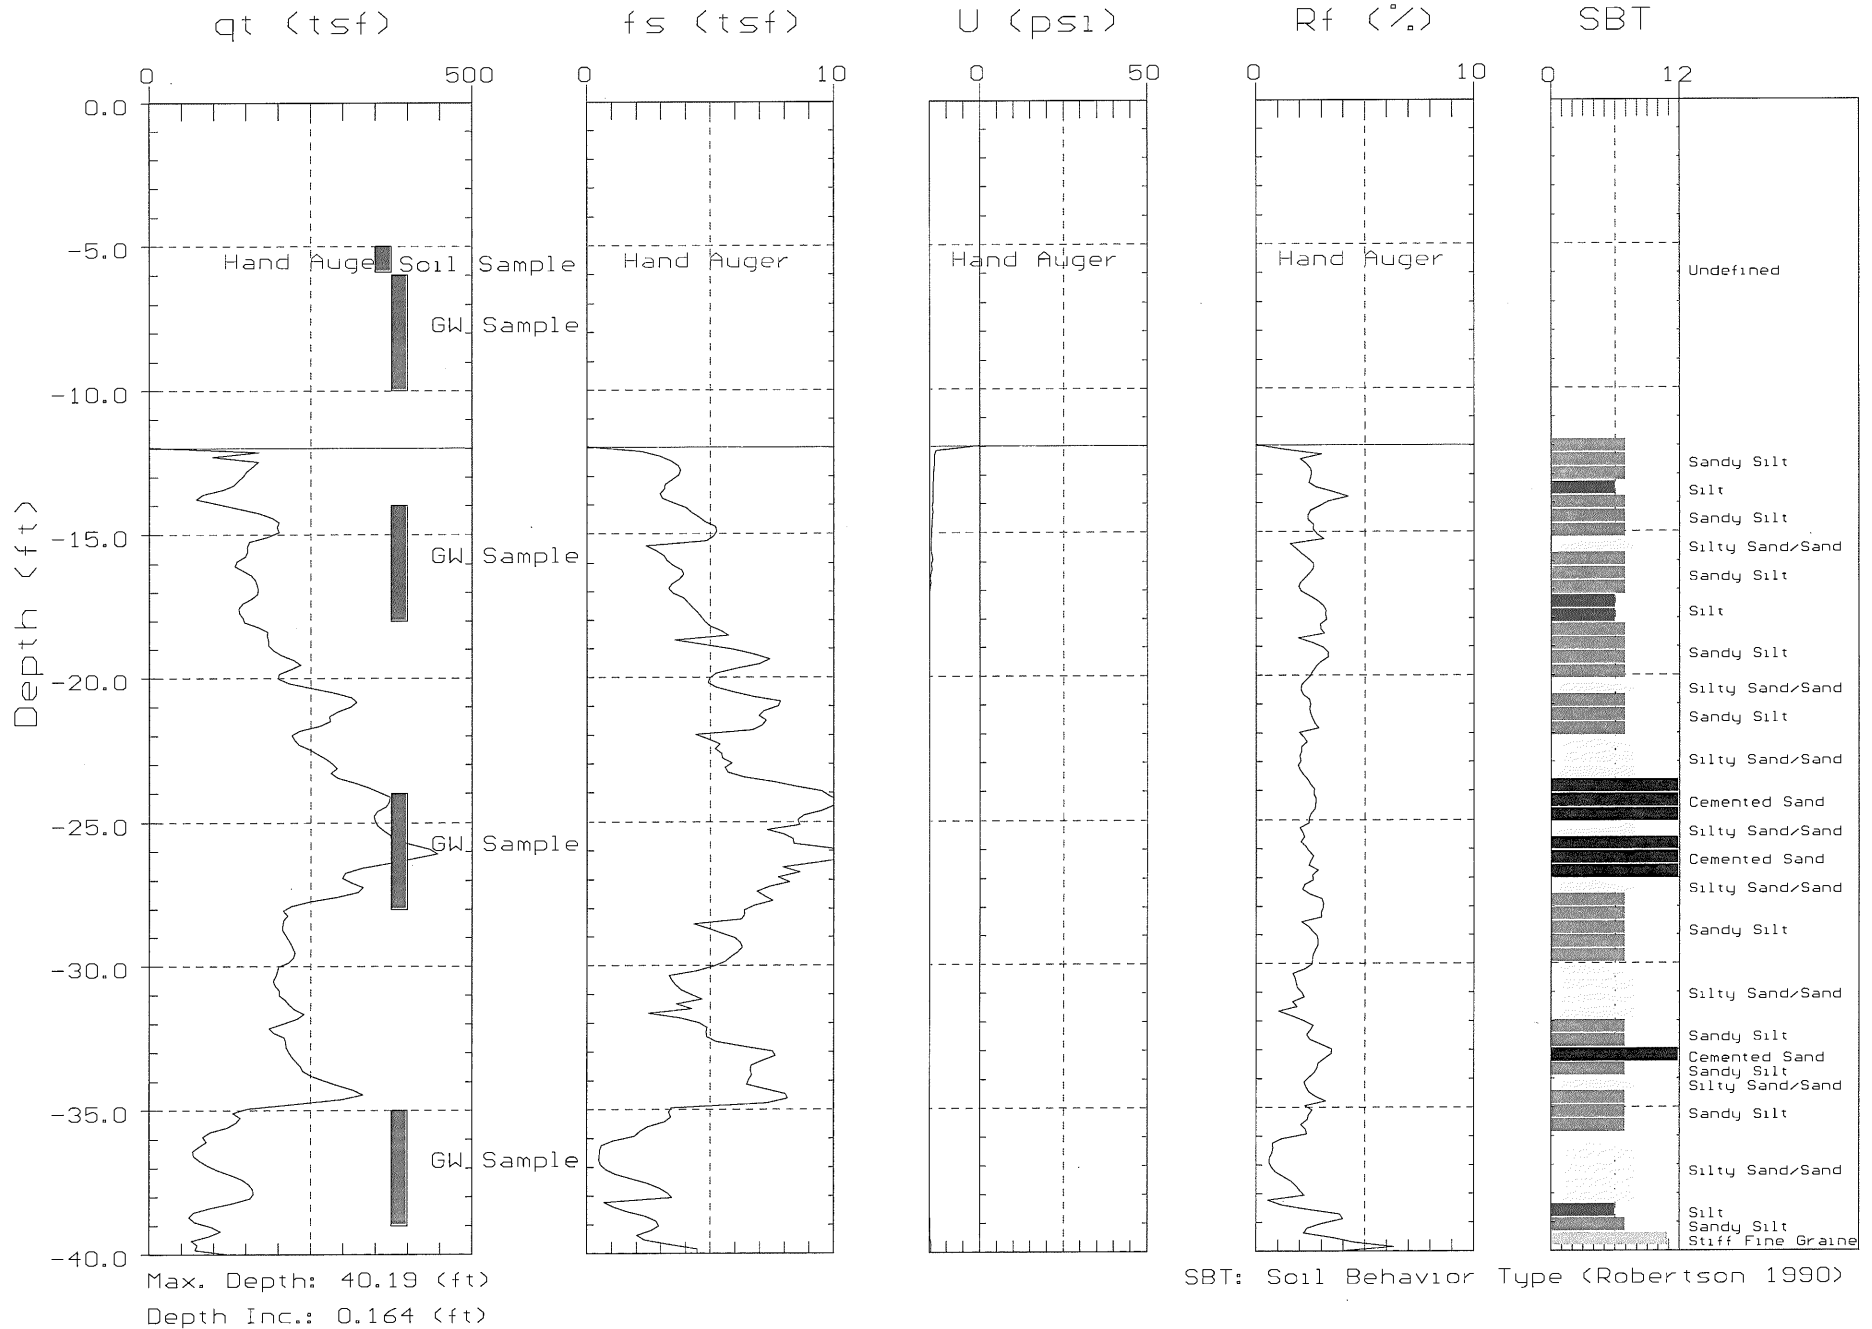 qt (tsf) fs (tsf) U (psi) Rf (%) SBT
0 500 0 10 0 50 0 10 0 12
0.0
-5.0
Hand Auge Soil Sample Hand Auger Hand Auger Hand Auger
Undefined
GW Sample
-10.0
Sandy Silt
Silt
Sandy Silt
-15.0
Silty Sand/Sand
GW Sample
Sandy Silt
Silt
Sandy Silt
-20.0
Silty Sand/Sand
Sandy Silt
Silty Sand/Sand
Cemented Sand
-25.0
Silty Sand/Sand
GW Sample
Cemented Sand
Silty Sand/Sand
Sandy Silt
-30.0
Silty Sand/Sand
Sandy Silt
Cemented Sand
Sandy Silt
Silty Sand/Sand
-35.0
Sandy Silt
GW Sample
Silty Sand/Sand
Silt
Sandy Silt
Stiff Fine Graine
-40.0
Depth (ft)
Max. Depth: 40.19 (ft)
SBT: Soil Behavior Type (Robertson 1990)
Depth Inc.: 0.164 (ft)